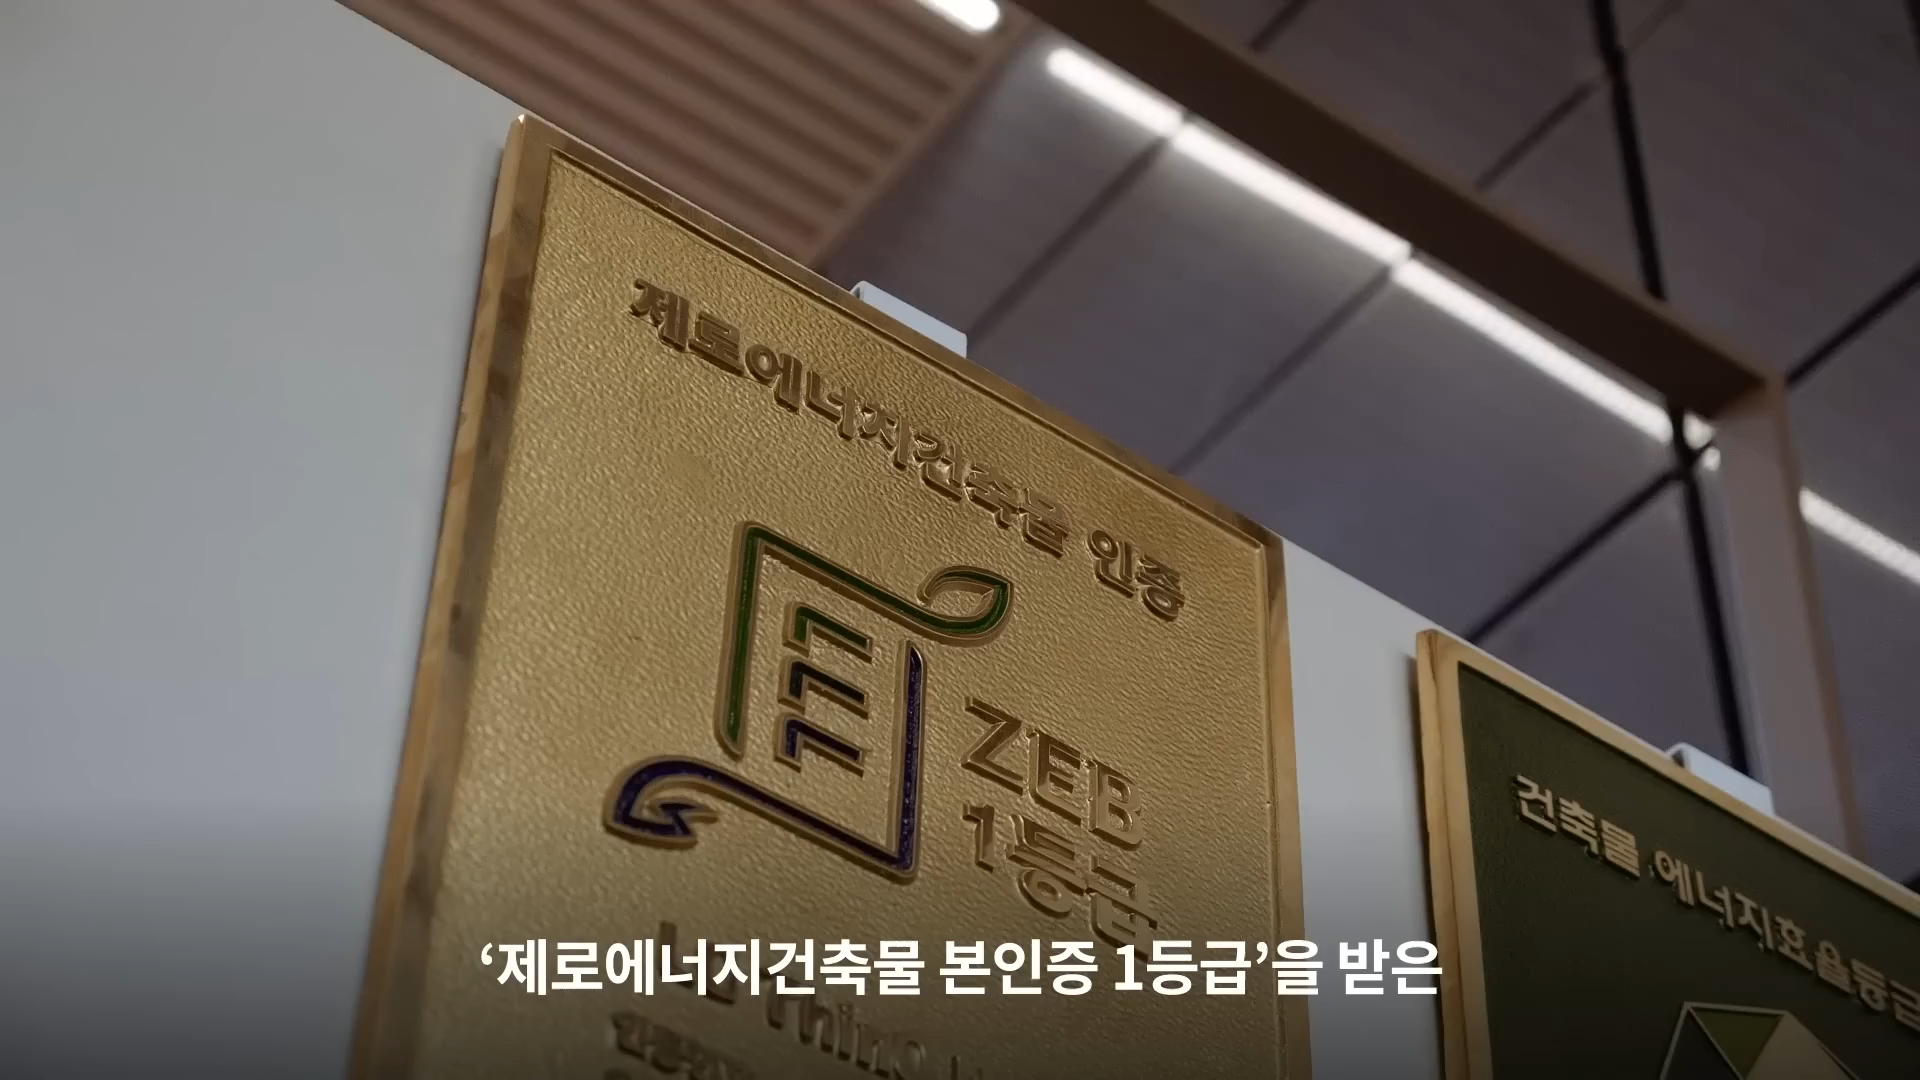 제로에너지건축물 인증
ZEB
1등급
건축물 에너지효율등급
‘제로에너지건축물 본인증 1등급’을 받은